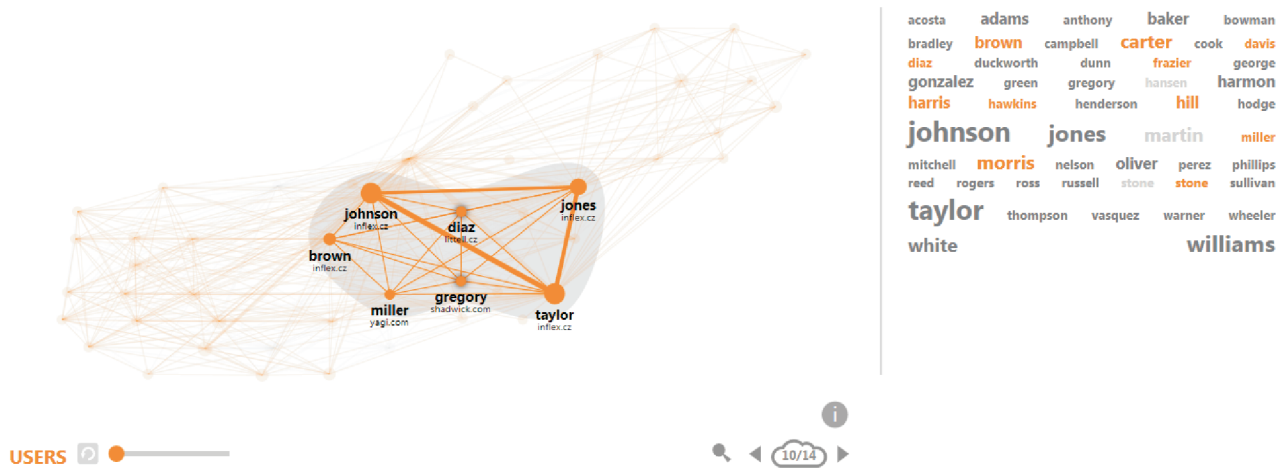 acosta adams anthony baker bowman
bradley brown campbell carter cook davis
diaz duckworth dunn frazier george
gonzalez green gregory hansen harmon
harris hawkins henderson hill hodge
johnson jones martin miller
mitchell morris nelson oliver perez phillips
reed rogers ross russell stone stone sullivan
taylor thompson vasquez warner wheeler
white williams
johnson
inflex.cz
jones
inflex.cz
diaz
listell.cz
brown
inflex.cz
gregory
shadwick.com
miller
yagi.com
taylor
inflex.cz
i
USERS
10/14